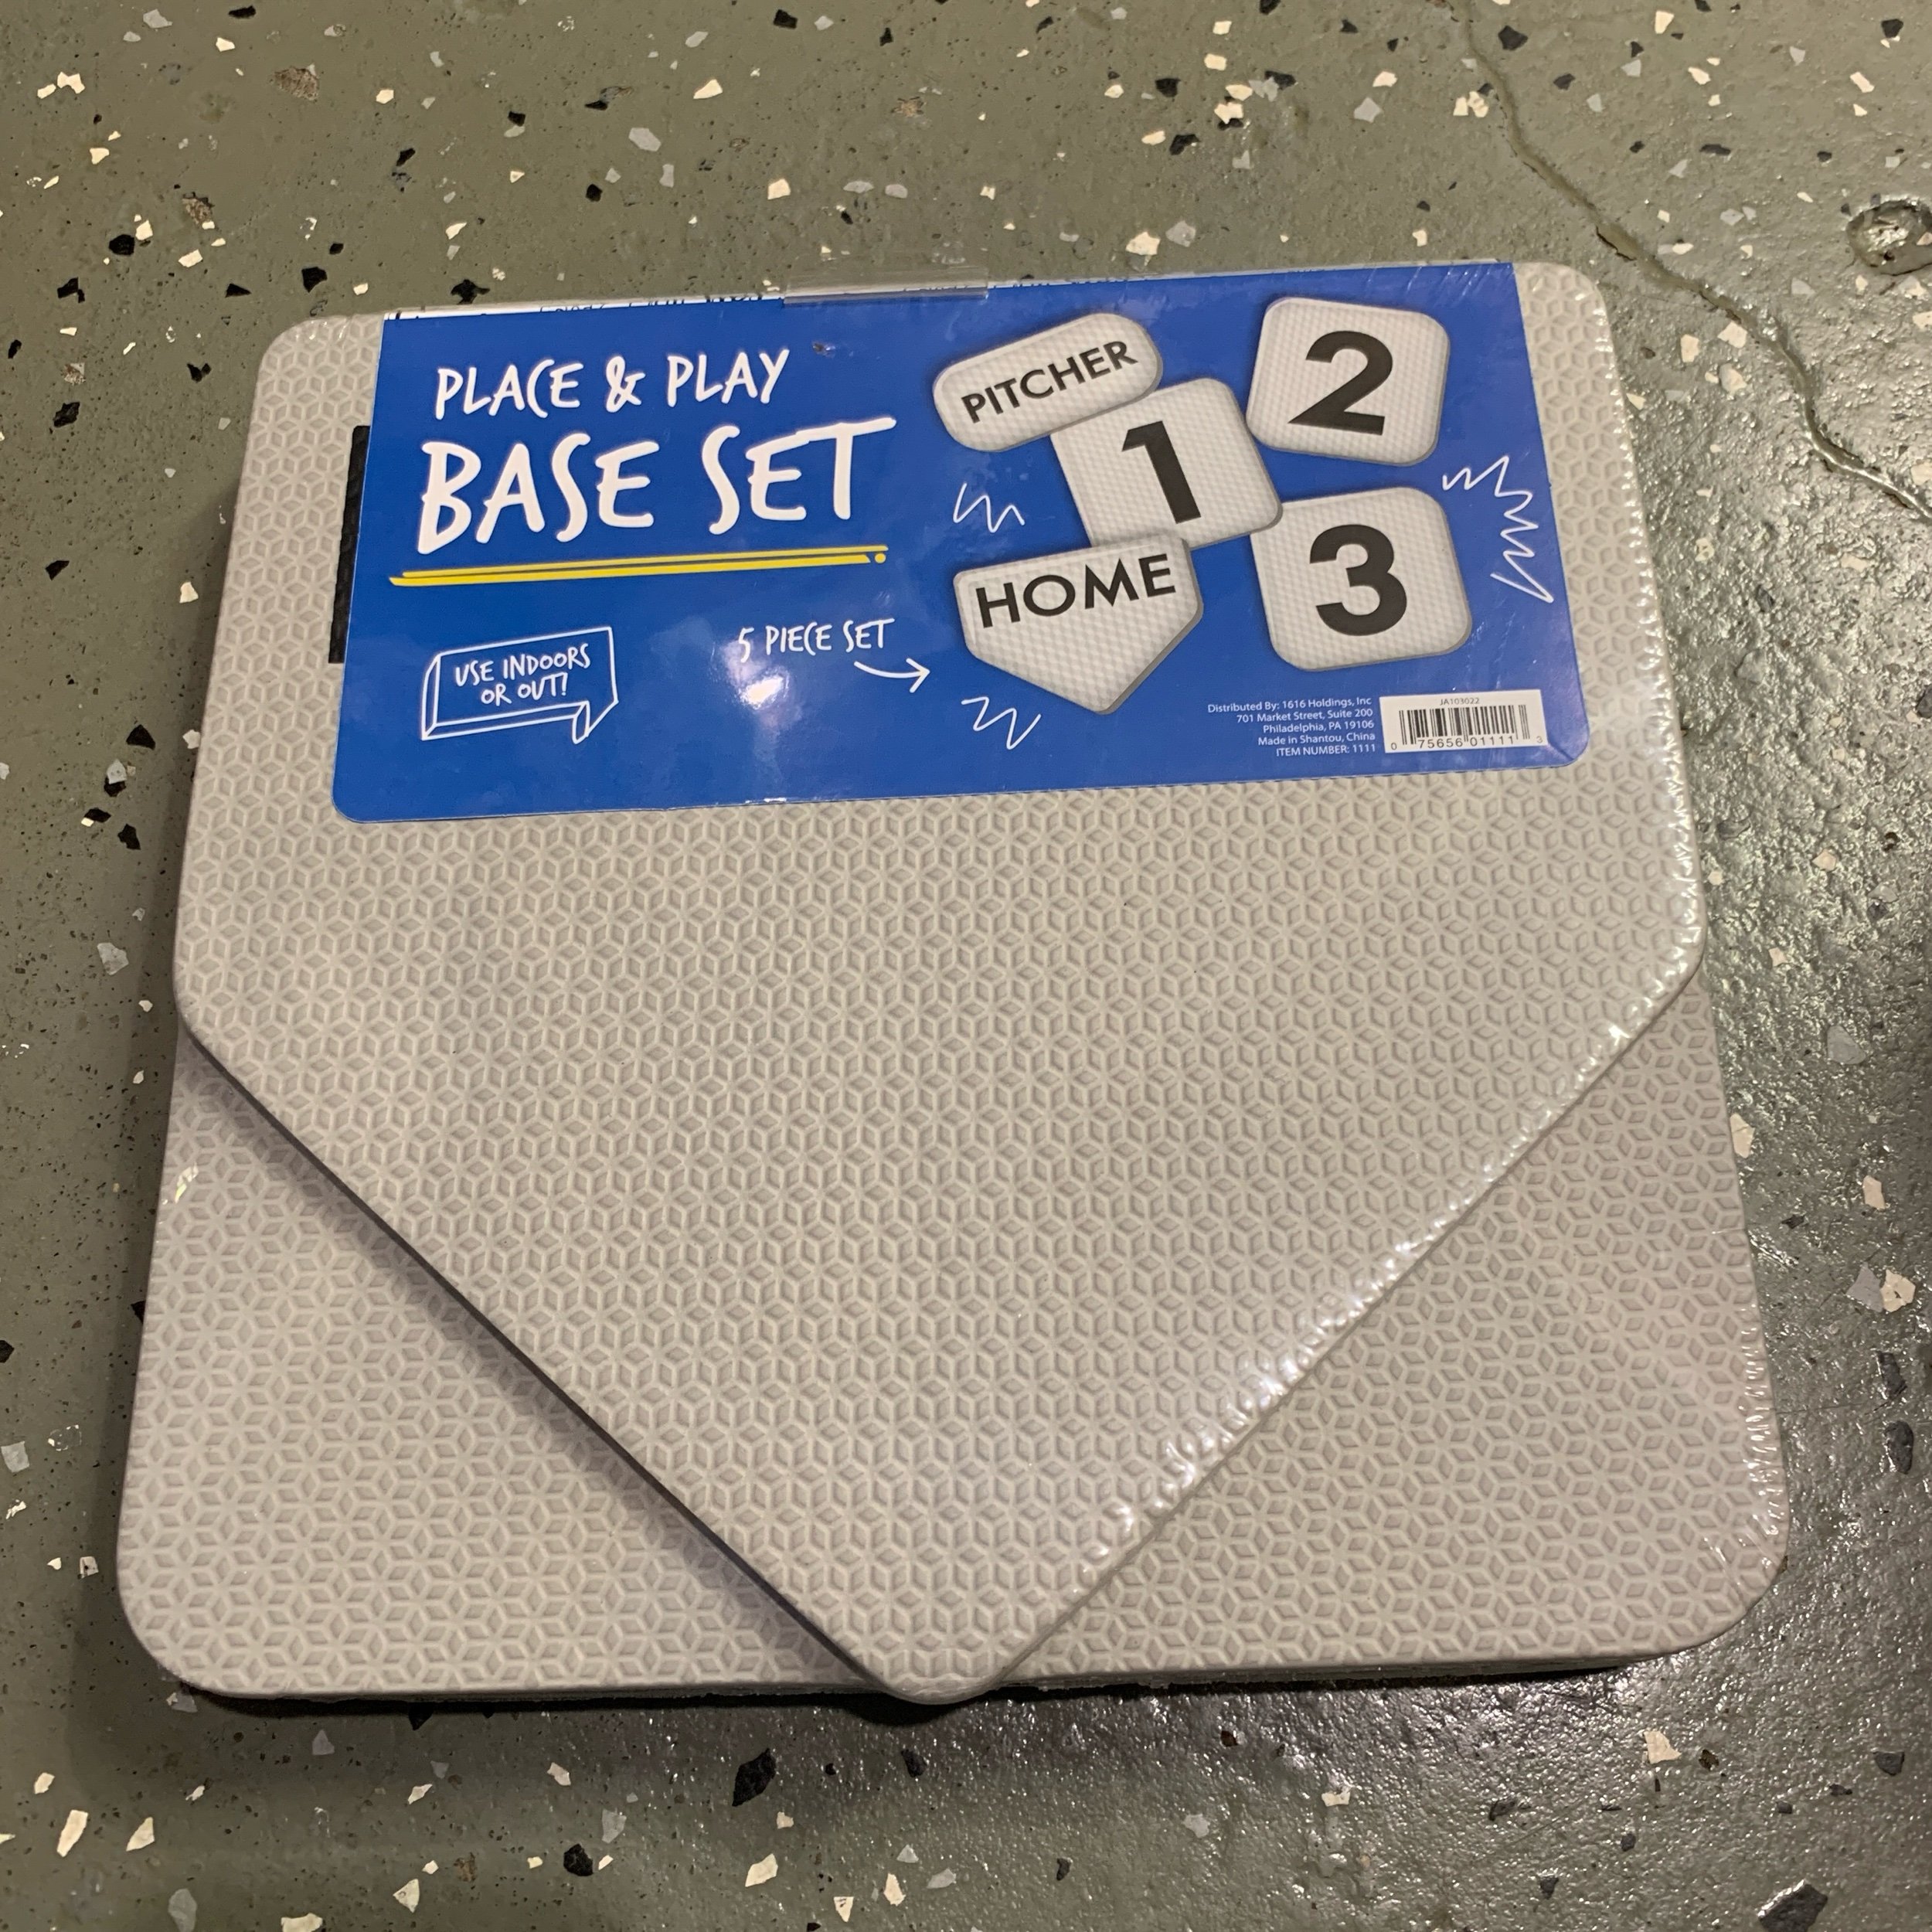 PLACE & PLAY
BASE SET
USE INDOORS
OR OUT!
5 PIECE SET
PITCHER
1
2
HOME
3
Distributed By: 1616 Holdings, Inc
701 Market Street, Suite 200
Philadelphia, PA 19106
Made in Shantou, China
ITEM NUMBER: 1111
JA103022
0 75656 01111 3